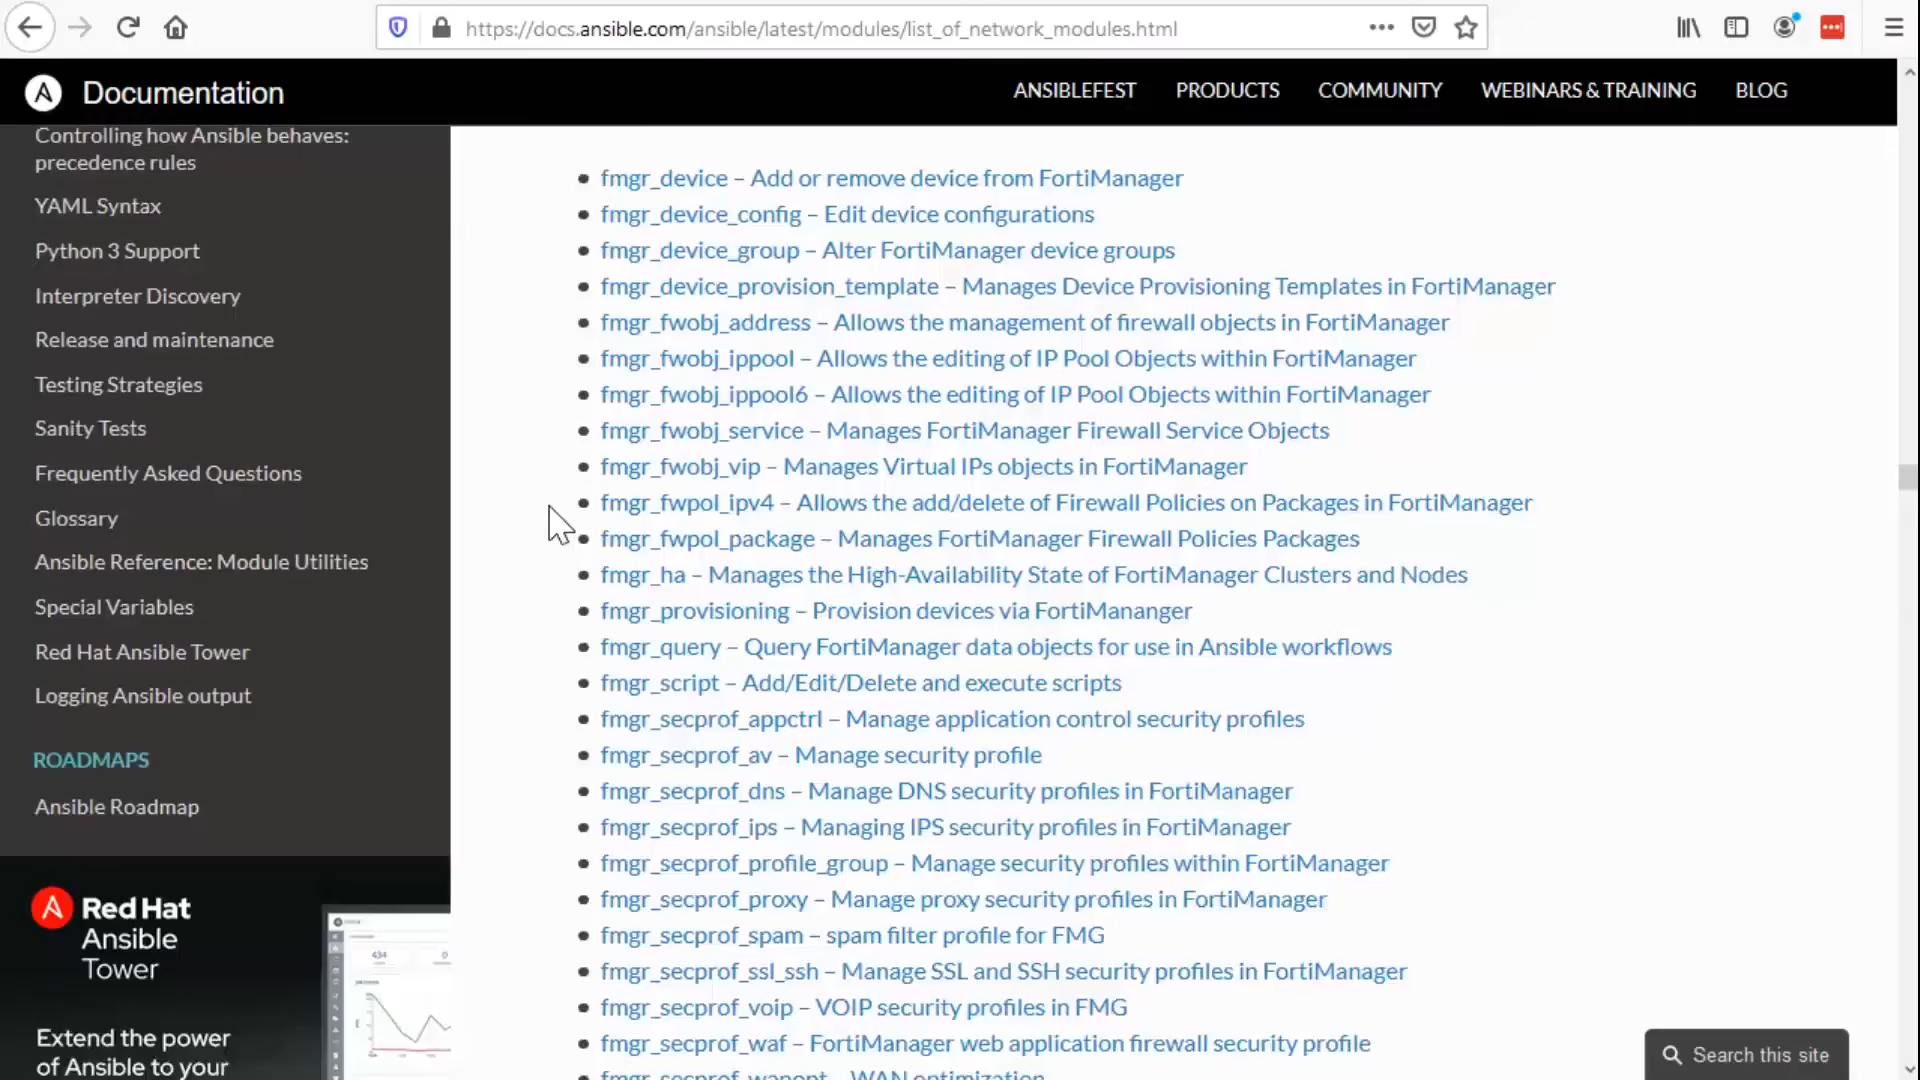 https://docs.ansible.com/ansible/latest/modules/list_of_network_modules.html
Documentation
ANSIBLEFEST
PRODUCTS
COMMUNITY
WEBINARS & TRAINING
BLOG
Controlling how Ansible behaves:
precedence rules
YAML Syntax
Python 3 Support
Interpreter Discovery
Release and maintenance
Testing Strategies
Sanity Tests
Frequently Asked Questions
Glossary
Ansible Reference: Module Utilities
Special Variables
Red Hat Ansible Tower
Logging Ansible output
ROADMAPS
Ansible Roadmap
Red Hat
Ansible
Tower
434
0
Extend the power
of Ansible to your
fmgr_device – Add or remove device from FortiManager
fmgr_device_config – Edit device configurations
fmgr_device_group – Alter FortiManager device groups
fmgr_device_provision_template – Manages Device Provisioning Templates in FortiManager
fmgr_fwobj_address – Allows the management of firewall objects in FortiManager
fmgr_fwobj_ippool – Allows the editing of IP Pool Objects within FortiManager
fmgr_fwobj_ippool6 – Allows the editing of IP Pool Objects within FortiManager
fmgr_fwobj_service – Manages FortiManager Firewall Service Objects
fmgr_fwobj_vip – Manages Virtual IPs objects in FortiManager
fmgr_fwpol_ipv4 – Allows the add/delete of Firewall Policies on Packages in FortiManager
fmgr_fwpol_package – Manages FortiManager Firewall Policies Packages
fmgr_ha – Manages the High-Availability State of FortiManager Clusters and Nodes
fmgr_provisioning – Provision devices via FortiMananger
fmgr_query – Query FortiManager data objects for use in Ansible workflows
fmgr_script – Add/Edit/Delete and execute scripts
fmgr_secprof_appctrl – Manage application control security profiles
fmgr_secprof_av – Manage security profile
fmgr_secprof_dns – Manage DNS security profiles in FortiManager
fmgr_secprof_ips – Managing IPS security profiles in FortiManager
fmgr_secprof_profile_group – Manage security profiles within FortiManager
fmgr_secprof_proxy – Manage proxy security profiles in FortiManager
fmgr_secprof_spam – spam filter profile for FMG
fmgr_secprof_ssl_ssh – Manage SSL and SSH security profiles in FortiManager
fmgr_secprof_voip – VOIP security profiles in FMG
fmgr_secprof_waf – FortiManager web application firewall security profile
fmgr_secprof_wanopt – WAN optimization
Search this site